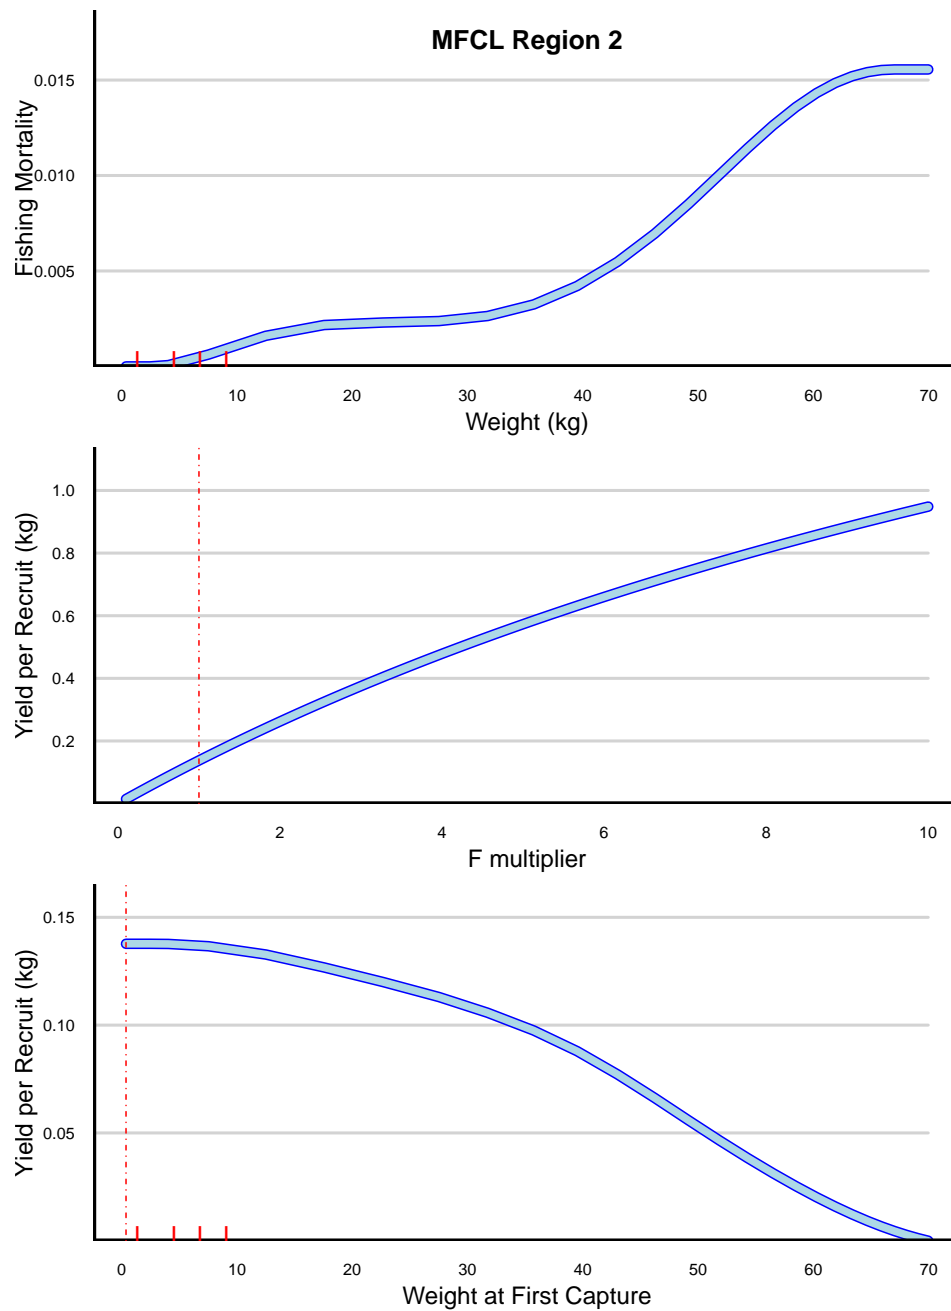 MFCL Region 2
Fishing Mortality
0.015
0.010
0.005
0 10 20 30 40 50 60 70
Weight (kg)
Yield per Recruit (kg)
1.0
0.8
0.6
0.4
0.2
0 2 4 6 8 10
F multiplier
Yield per Recruit (kg)
0.15
0.10
0.05
0 10 20 30 40 50 60 70
Weight at First Capture